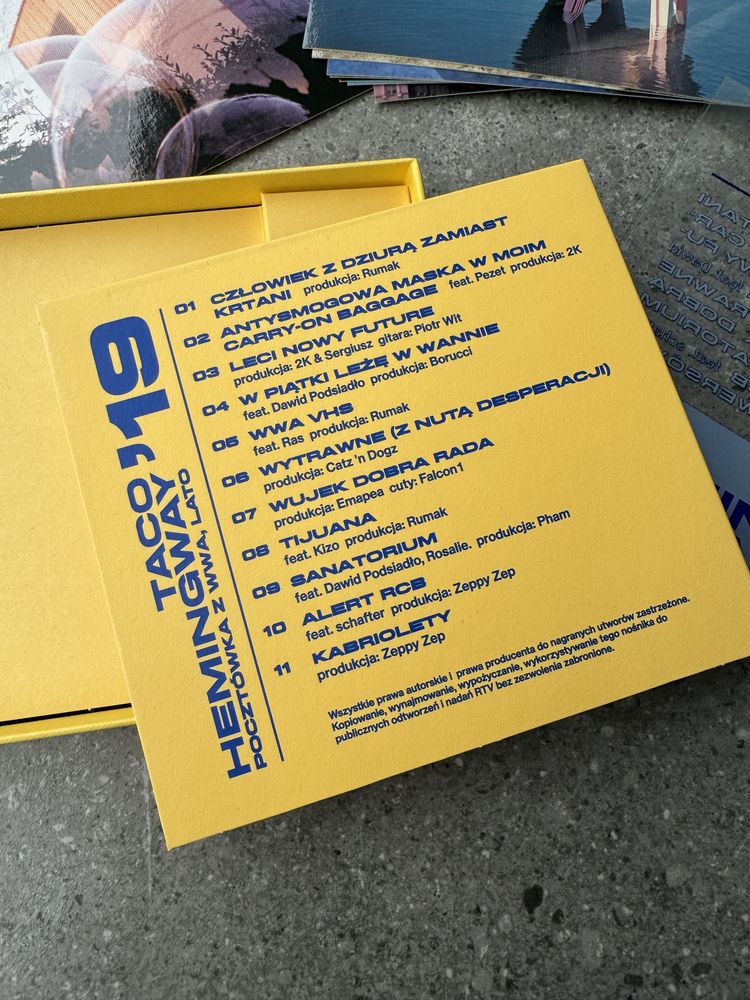 TACO
HEMINGWAY '19
POCZTÓWKA Z WWA, LATO
01 CZŁOWIEK Z DZIURĄ ZAMIAST
KRTANI produkcja: Rumak
02 ANTYSMOGOWA MASKA W MOIM
CARRY-ON BAGGAGE feat. Pezet produkcja: 2K
03 LECI NOWY FUTURE
produkcja: 2K & Sergiusz gitara: Piotr Wit
04 W PIĄTKI LEŻĘ W WANNIE
feat. Dawid Podsiadło produkcja: Borucci
05 WWA VHS
feat. Ras produkcja: Rumak
06 WYTRAWNE (Z NUTĄ DESPERACJI)
produkcja: Catz 'n Dogz
07 WUJEK DOBRA RADA
produkcja: Emapea cuty: Falcon1
08 TIJUANA
feat. Kizo produkcja: Rumak
09 SANATORIUM
feat. Dawid Podsiadło, Rosalie. produkcja: Pham
10 ALERT RCB
feat. schafter produkcja: Zeppy Zep
11 KABRIOLETY
produkcja: Zeppy Zep
Wszystkie prawa autorskie i prawa producenta do nagranych utworów zastrzeżone.
Kopiowanie, wynajmowanie, wypożyczanie, wykorzystywanie tego nośnika do
publicznych odtworzeń i nadań RTV bez zezwolenia zabronione.